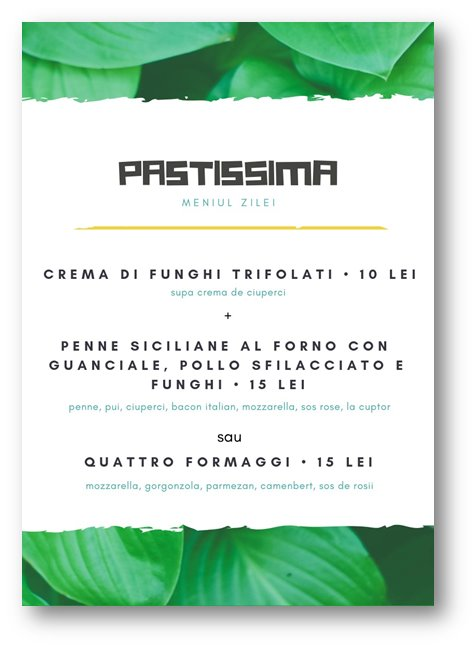 PASTISSIMA
MENIUL ZILEI
CREMA DI FUNGHI TRIFOLATI • 10 LEI
supa crema de ciuperci
+
PENNE SICILIANE AL FORNO CON
GUANCIALE, POLLO SFILACCIATO E
FUNGHI • 15 LEI
penne, pui, ciuperci, bacon italian, mozzarella, sos rose, la cuptor
sau
QUATTRO FORMAGGI • 15 LEI
mozzarella, gorgonzola, parmezan, camenbert, sos de rosii